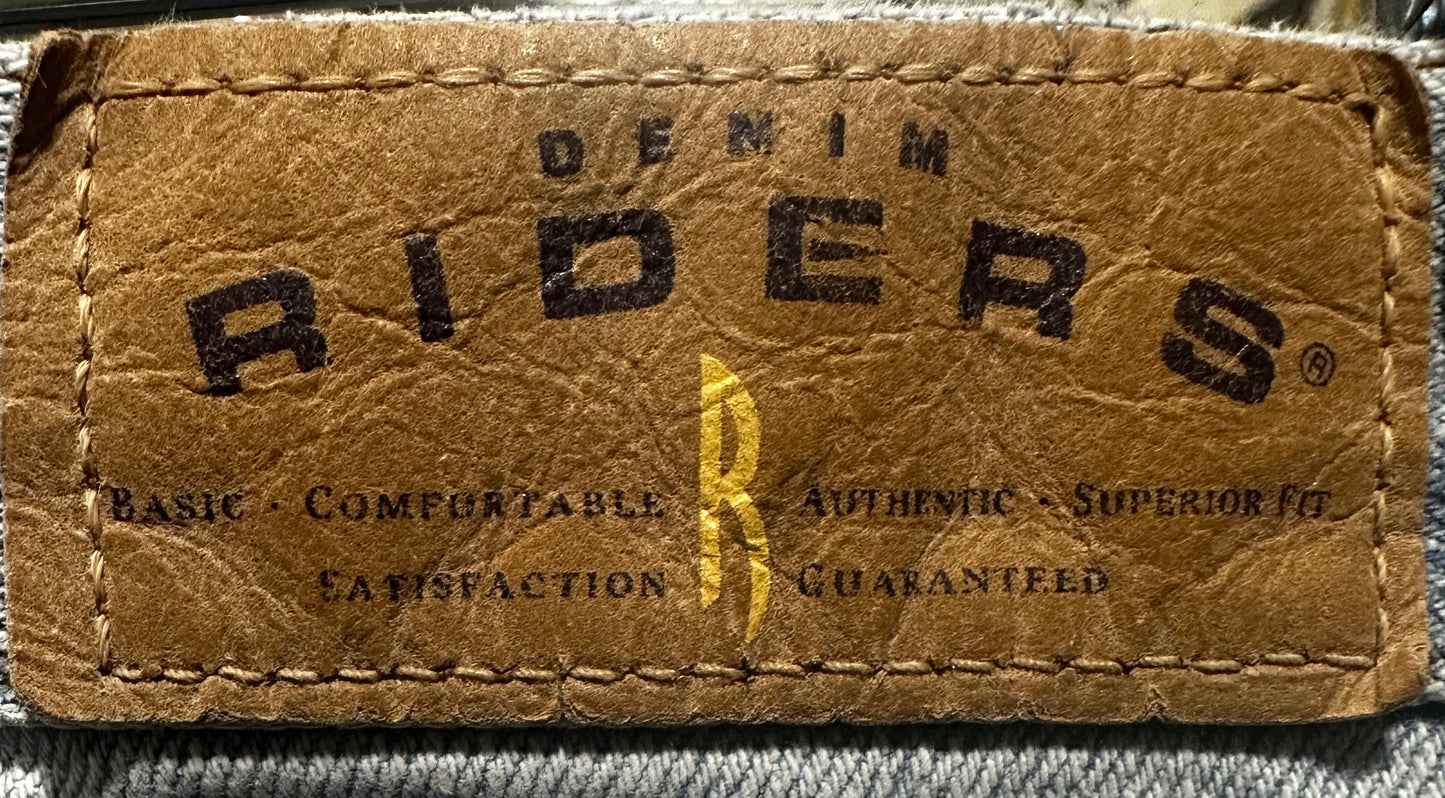 DENIM
RIDERS®
R
BASIC · COMFORTABLE AUTHENTIC · SUPERIOR FIT
SATISFACTION GUARANTEED